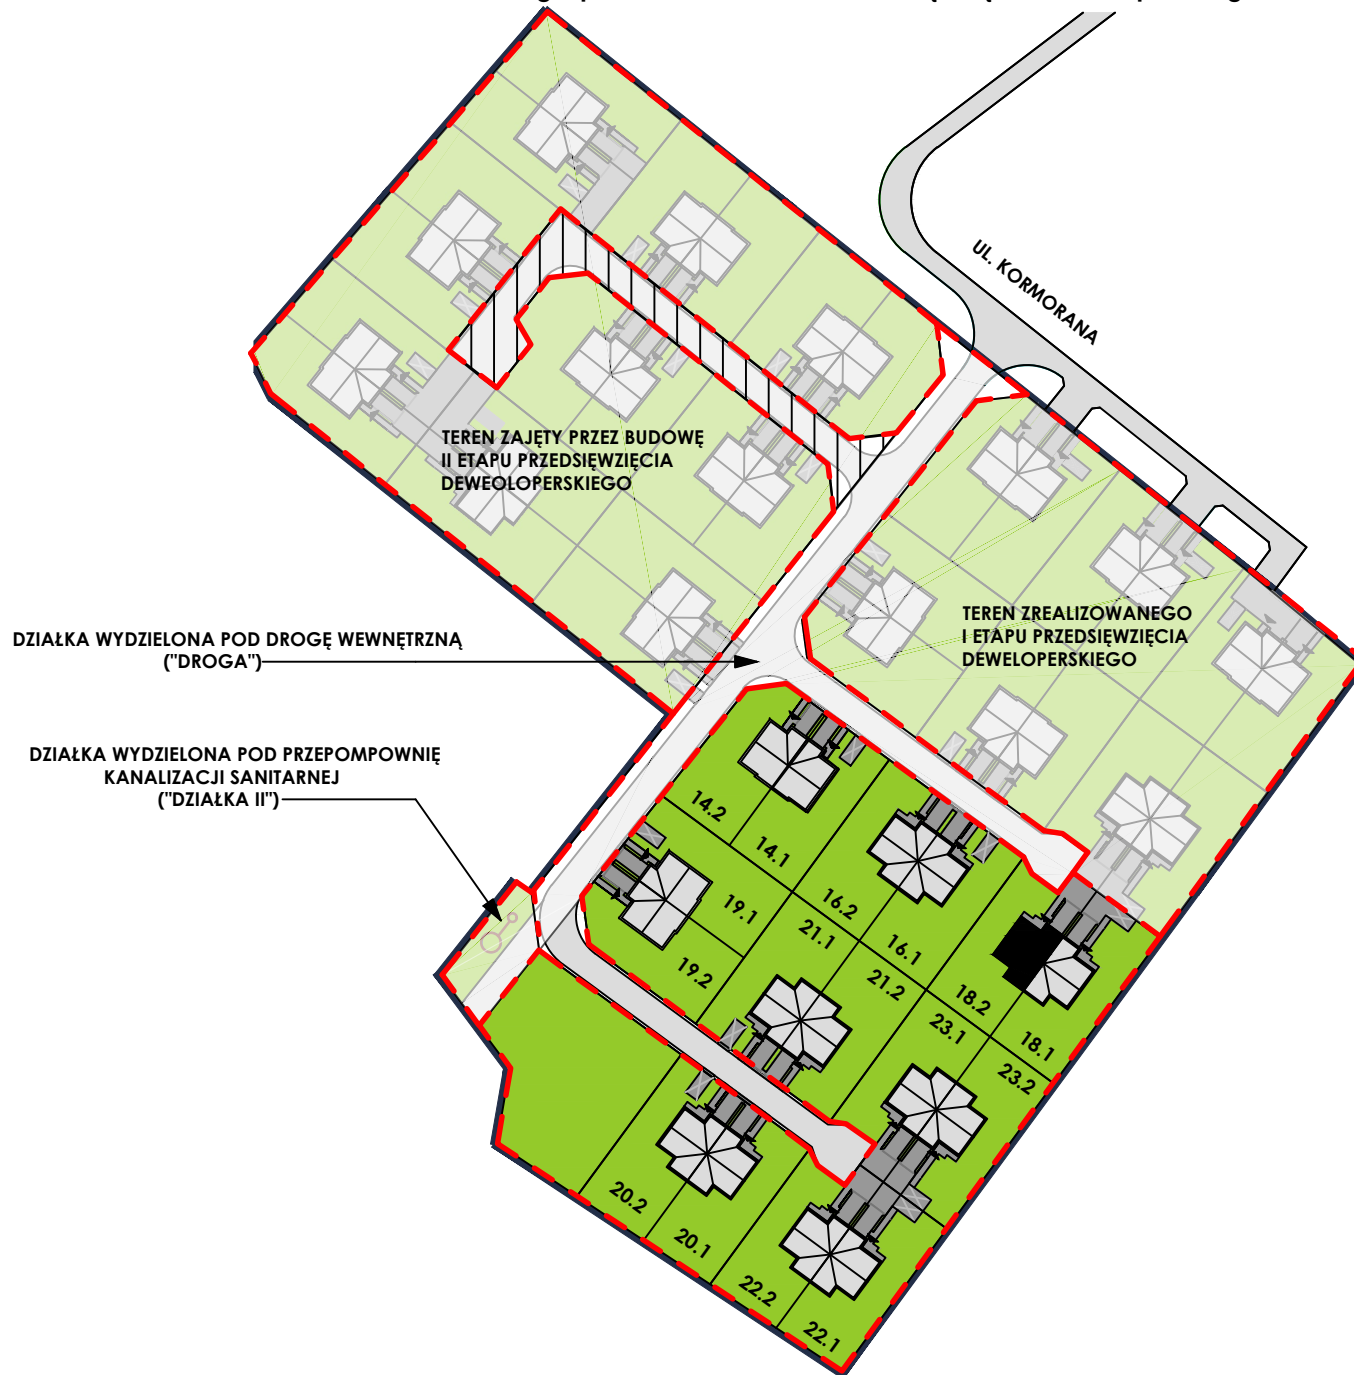 UL. KORMORANA
TEREN ZAJĘTY PRZEZ BUDOWĘ
II ETAPU PRZEDSIĘWZIĘCIA
DEWEOLOPERSKIEGO
TEREN ZREALIZOWANEGO
I ETAPU PRZEDSIĘWZIĘCIA
DEWELOPERSKIEGO
DZIAŁKA WYDZIELONA POD DROGĘ WEWNĘTRZNĄ
("DROGA")
DZIAŁKA WYDZIELONA POD PRZEPOMPOWNIĘ
KANALIZACJI SANITARNEJ
("DZIAŁKA II")
14.2
14.1
16.2
16.1
18.2
18.1
19.1
19.2
21.1
21.2
23.1
23.2
20.2
20.1
22.2
22.1